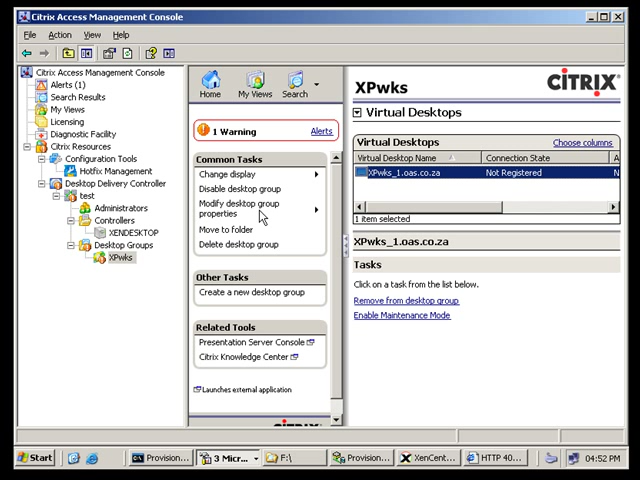 Citrix Access Management Console
File Action View Help
Citrix Access Management Console
Alerts (1)
Search Results
My Views
Licensing
Diagnostic Facility
Citrix Resources
Configuration Tools
Hotfix Management
Desktop Delivery Controller
test
Administrators
Controllers
XENDESKTOP
Desktop Groups
XPwks
Home My Views Search
1 Warning Alerts
Common Tasks
Change display
Disable desktop group
Modify desktop group
properties
Move to folder
Delete desktop group
Other Tasks
Create a new desktop group
Related Tools
Presentation Server Console
Citrix Knowledge Center
Launches external application
XPwks
CITRIX
Virtual Desktops
Virtual Desktops Choose columns
Virtual Desktop Name Connection State A
XPwks_1.oas.co.za Not Registered N
1 item selected
XPwks_1.oas.co.za
Tasks
Click on a task from the list below.
Remove from desktop group
Enable Maintenance Mode
Start Provision... 3 Micr... F:\ Provision... XenCent... HTTP 40... 04:52 PM